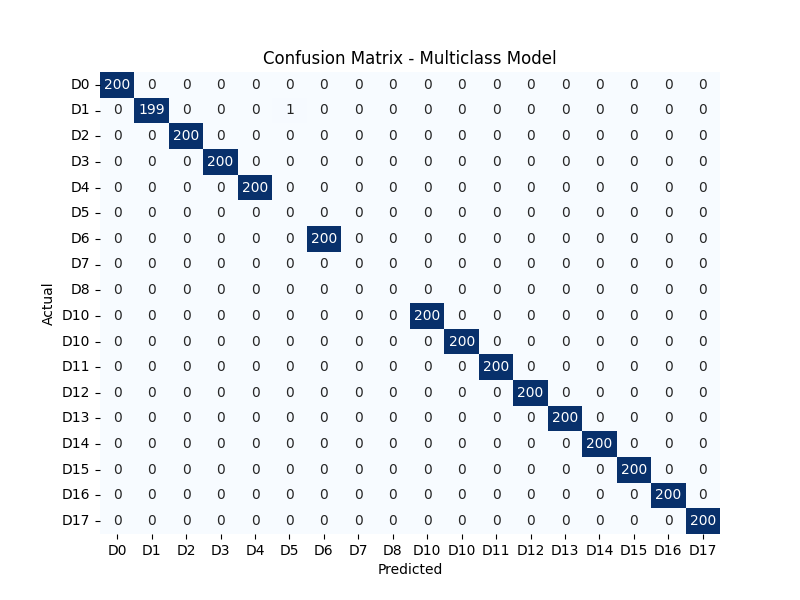 Confusion Matrix - Multiclass Model
D0 200 0 0 0 0 0 0 0 0 0 0 0 0 0 0 0 0 0
D1 0 199 0 0 0 1 0 0 0 0 0 0 0 0 0 0 0 0
D2 0 0 200 0 0 0 0 0 0 0 0 0 0 0 0 0 0 0
D3 0 0 0 200 0 0 0 0 0 0 0 0 0 0 0 0 0 0
D4 0 0 0 0 200 0 0 0 0 0 0 0 0 0 0 0 0 0
D5 0 0 0 0 0 0 0 0 0 0 0 0 0 0 0 0 0 0
D6 0 0 0 0 0 0 200 0 0 0 0 0 0 0 0 0 0 0
D7 0 0 0 0 0 0 0 0 0 0 0 0 0 0 0 0 0 0
D8 0 0 0 0 0 0 0 0 0 0 0 0 0 0 0 0 0 0
D10 0 0 0 0 0 0 0 0 0 200 0 0 0 0 0 0 0 0
D10 0 0 0 0 0 0 0 0 0 0 200 0 0 0 0 0 0 0
D11 0 0 0 0 0 0 0 0 0 0 0 200 0 0 0 0 0 0
D12 0 0 0 0 0 0 0 0 0 0 0 0 200 0 0 0 0 0
D13 0 0 0 0 0 0 0 0 0 0 0 0 0 200 0 0 0 0
D14 0 0 0 0 0 0 0 0 0 0 0 0 0 0 200 0 0 0
D15 0 0 0 0 0 0 0 0 0 0 0 0 0 0 0 200 0 0
D16 0 0 0 0 0 0 0 0 0 0 0 0 0 0 0 0 200 0
D17 0 0 0 0 0 0 0 0 0 0 0 0 0 0 0 0 0 200
D0 D1 D2 D3 D4 D5 D6 D7 D8 D10 D10 D11 D12 D13 D14 D15 D16 D17
Predicted
Actual